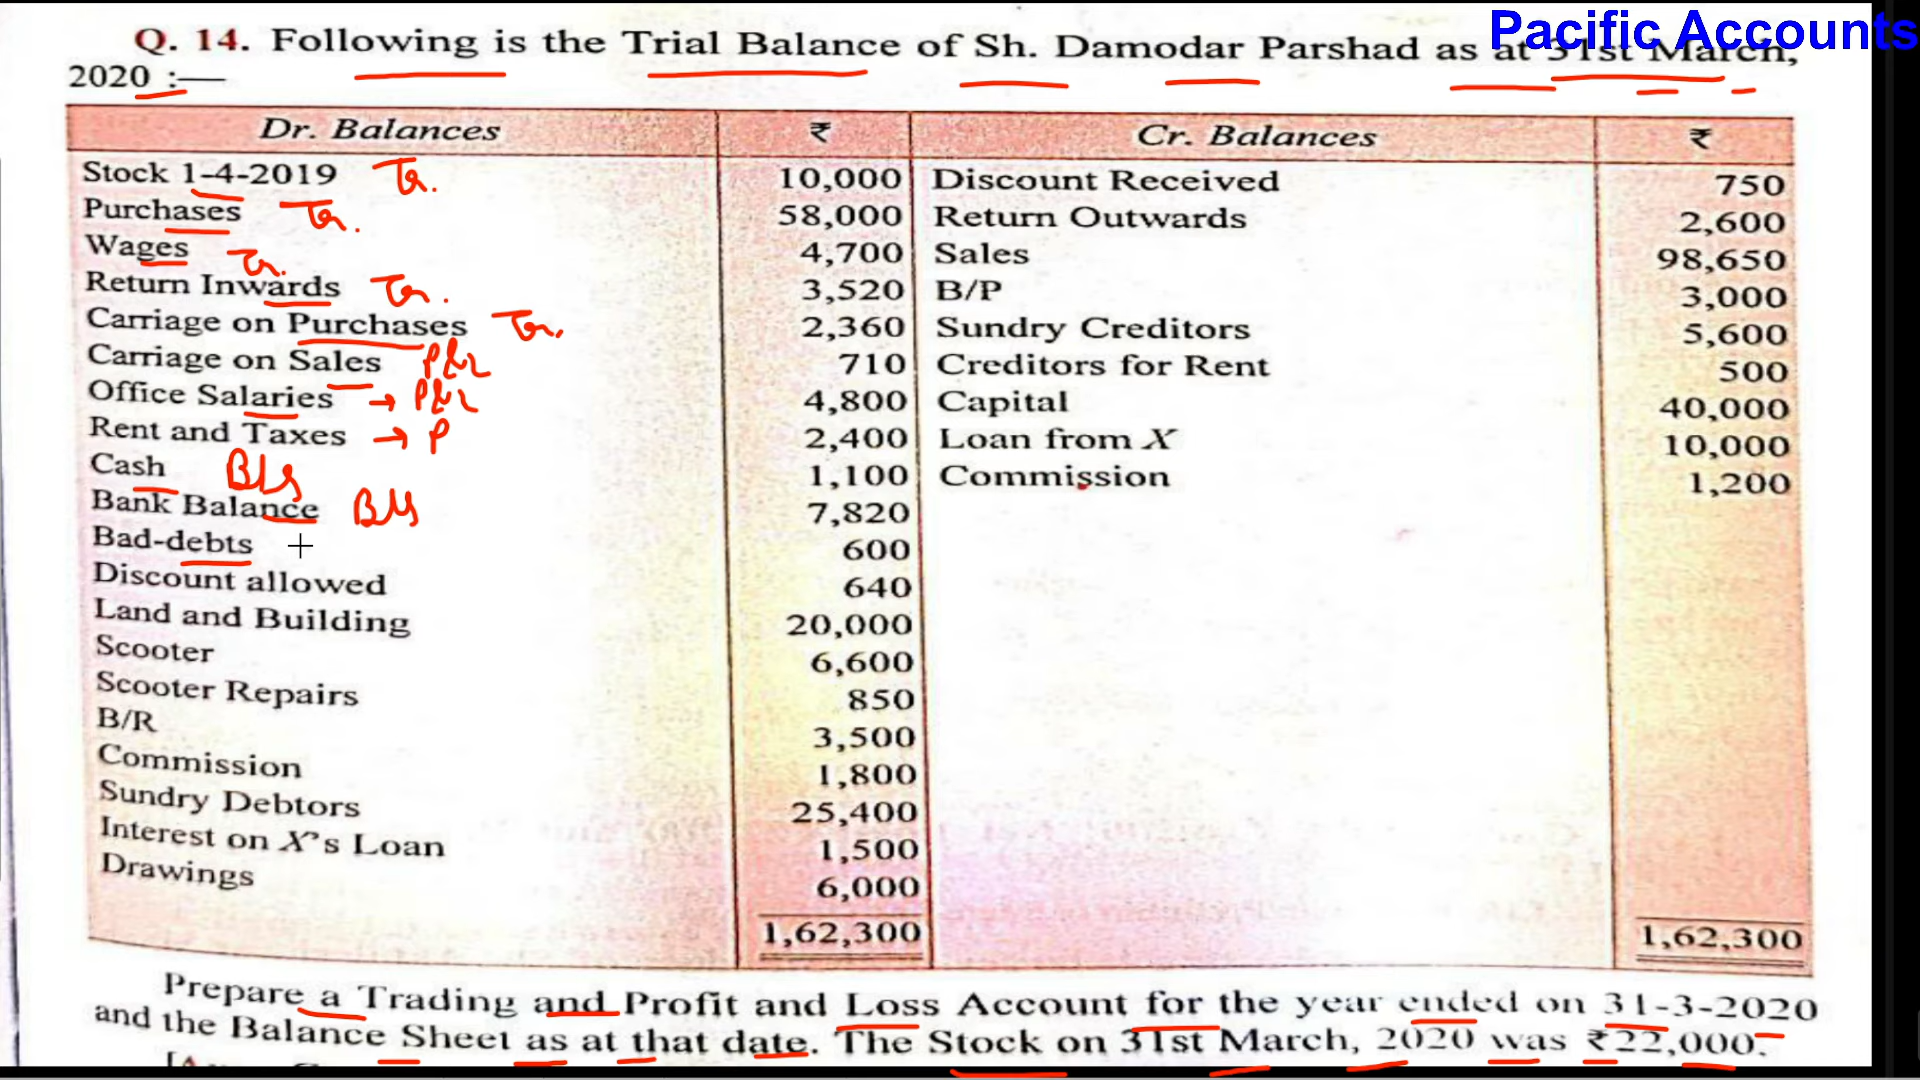 Pacific Accounts
Q. 14. Following is the Trial Balance of Sh. Damodar Parshad as at 31st March,
2020 :—
Dr. Balances ₹ Cr. Balances ₹
Stock 1-4-2019 Tr. 10,000 Discount Received 750
Purchases Tr. 58,000 Return Outwards 2,600
Wages Tr. 4,700 Sales 98,650
Return Inwards Tr. 3,520 B/P 3,000
Carriage on Purchases Tr. 2,360 Sundry Creditors 5,600
Carriage on Sales P&L 710 Creditors for Rent 500
Office Salaries → P&L 4,800 Capital 40,000
Rent and Taxes → P 2,400 Loan from X 10,000
Cash B/S 1,100 Commission 1,200
Bank Balance B/S 7,820
Bad-debts 600
Discount allowed 640
Land and Building 20,000
Scooter 6,600
Scooter Repairs 850
B/R 3,500
Commission 1,800
Sundry Debtors 25,400
Interest on X's Loan 1,500
Drawings 6,000
1,62,300 1,62,300
Prepare a Trading and Profit and Loss Account for the year ended on 31-3-2020
and the Balance Sheet as at that date. The Stock on 31st March, 2020 was ₹22,000.